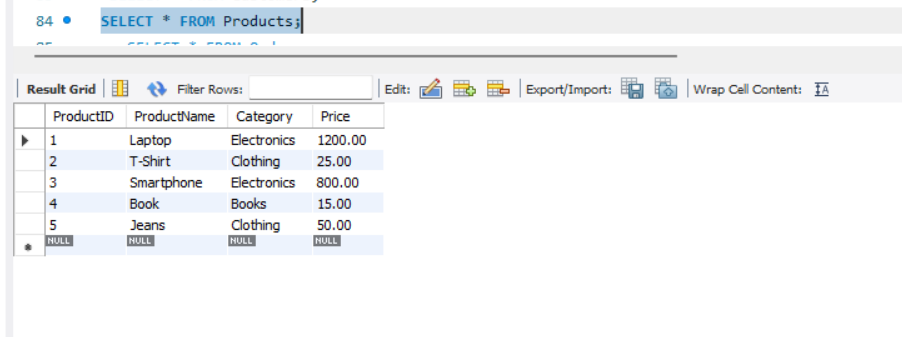 84 SELECT * FROM Products;
Result Grid Filter Rows: Edit: Export/Import: Wrap Cell Content: IA
ProductID ProductName Category Price
1 Laptop Electronics 1200.00
2 T-Shirt Clothing 25.00
3 Smartphone Electronics 800.00
4 Book Books 15.00
5 Jeans Clothing 50.00
NULL NULL NULL NULL